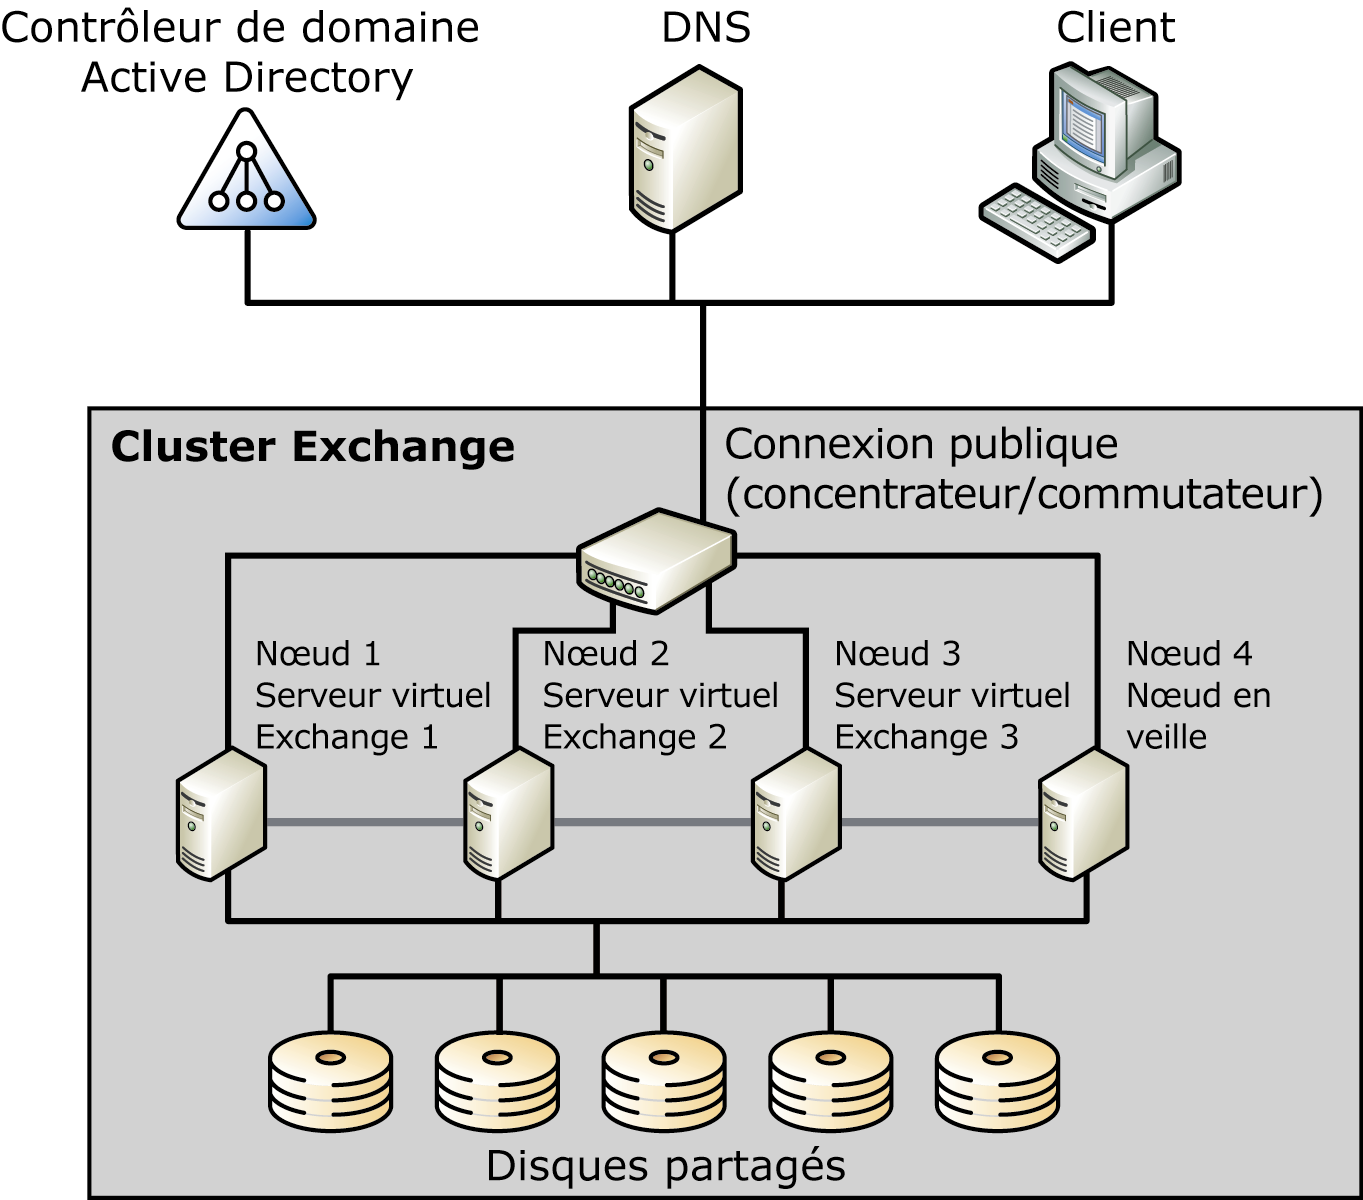 Contrôleur de domaine
Active Directory
DNS
Client
Cluster Exchange
Connexion publique
(concentrateur/commutateur)
Nœud 1
Serveur virtuel
Exchange 1
Nœud 2
Serveur virtuel
Exchange 2
Nœud 3
Serveur virtuel
Exchange 3
Nœud 4
Nœud en
veille
Disques partagés